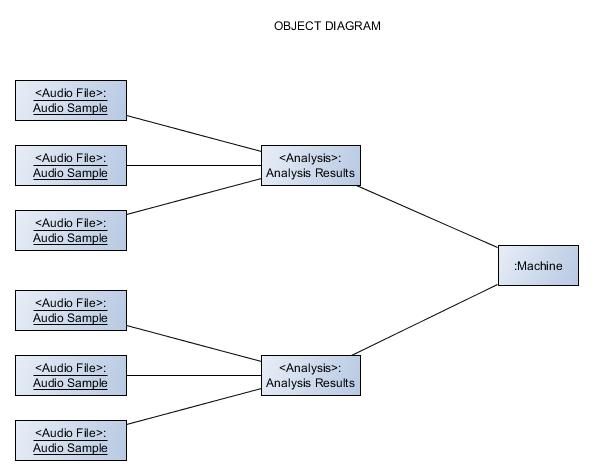 OBJECT DIAGRAM
<Audio File>:
Audio Sample
<Audio File>:
Audio Sample
<Audio File>:
Audio Sample
<Analysis>:
Analysis Results
:Machine
<Audio File>:
Audio Sample
<Audio File>:
Audio Sample
<Audio File>:
Audio Sample
<Analysis>:
Analysis Results